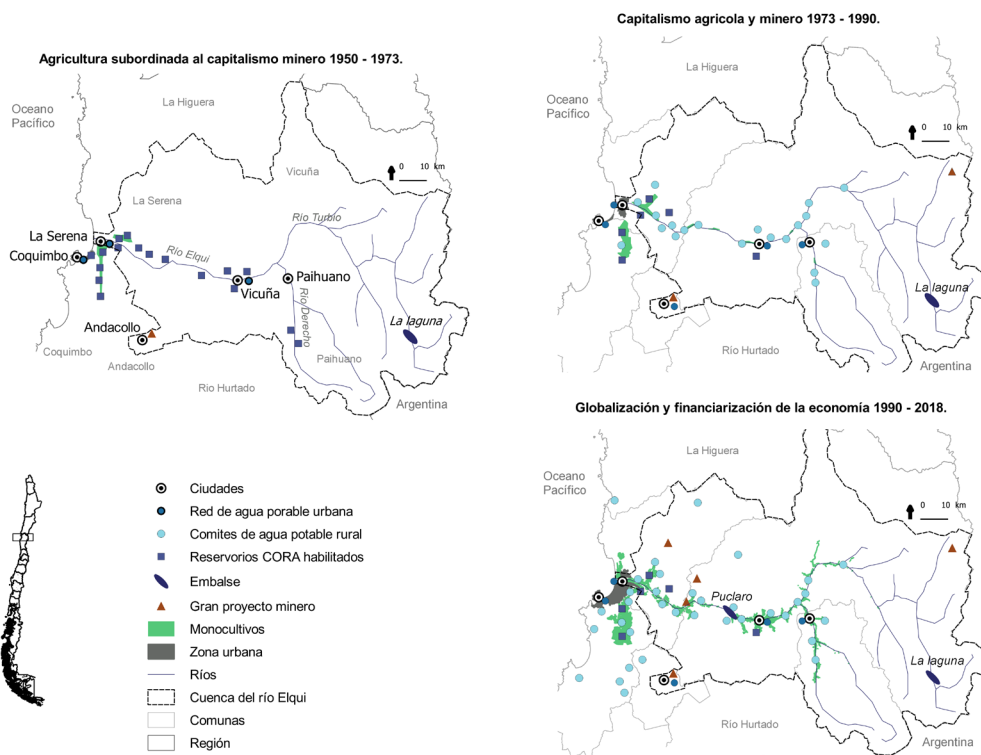 Agricultura subordinada al capitalismo minero 1950 - 1973.
Oceano
Pacífico
La Higuera
Vicuña
0 10 km
La Serena
Río Turbio
La Serena
Coquimbo
Río Elqui
Paihuano
Vicuña
Río Derecho
La laguna
Andacollo
Coquimbo
Andacollo
Paihuano
Rio Hurtado
Argentina
Capitalismo agricola y minero 1973 - 1990.
La Higuera
Oceano
Pacífico
0 10 km
La laguna
Río Hurtado
Argentina
Globalización y financiarización de la economía 1990 - 2018.
La Higuera
Oceano
Pacífico
0 10 km
Puclaro
La laguna
Río Hurtado
Argentina
Ciudades
Red de agua porable urbana
Comites de agua potable rural
Reservorios CORA habilitados
Embalse
Gran proyecto minero
Monocultivos
Zona urbana
Ríos
Cuenca del río Elqui
Comunas
Región